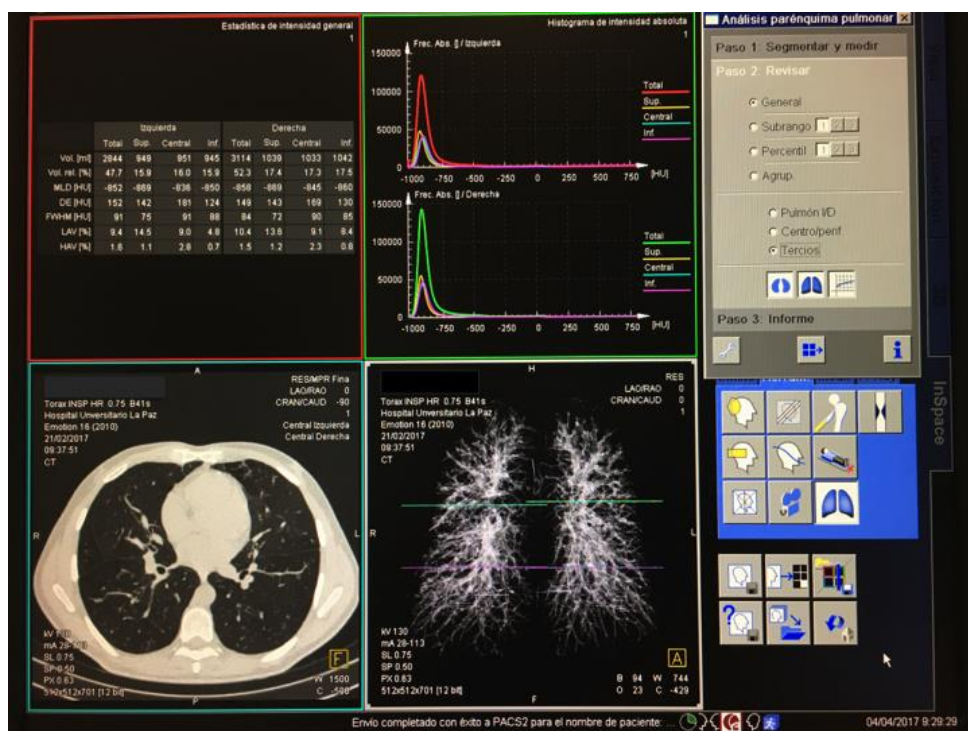 Estadística de intensidad general
1
Izquierda Derecha
Total Sup. Central Inf. Total Sup. Central Inf.
Vol. [ml] 2844 949 951 945 3114 1039 1033 1042
Vol. rel. [%] 47.7 15.9 16.0 15.9 52.3 17.4 17.3 17.5
MLD [HU] -852 -869 -836 -850 -858 -869 -845 -860
DE [HU] 152 142 181 124 149 143 169 130
FWHM [HU] 91 75 91 88 84 72 90 85
LAV [%] 9.4 14.5 9.0 4.8 10.4 13.6 9.1 8.4
HAV [%] 1.6 1.1 2.8 0.7 1.5 1.2 2.3 0.8
Histograma de intensidad absoluta
1
Frec. Abs. [] / Izquierda
150000
100000
50000
0
-1000 -750 -500 -250 0 250 500 750 [HU]
Total
Sup.
Central
Inf.
Frec. Abs. [] / Derecha
150000
100000
50000
0
-1000 -750 -500 -250 0 250 500 750 [HU]
Total
Sup.
Central
Inf.
Análisis parénquima pulmonar
Paso 1: Segmentar y medir
Paso 2: Revisar
General
Subrango 1 2 3
Percentil 1 2 3
Agrup.
Pulmón I/D
Centro/perif.
Tercios
Paso 3: Informe
InSpace
A
RES/MPR Fina
LAO/RAO 0
CRAN/CAUD -90
1
Central Izquierda
Central Derecha
Torax INSP HR 0.75 B41s
Hospital Unversitario La Paz
Emotion 16 (2010)
21/02/2017
09:37:51
CT
R
L
kV 130
SL 0.75
SP 0.50
PX 0.63
512x512x701 [12 bit]
F
W 1500
C -500
P
H
RES
LAO/RAO 0
CRAN/CAUD 0
1
Torax INSP HR 0.75 B41s
Hospital Unversitario La Paz
Emotion 16 (2010)
21/02/2017
09:37:51
CT
R
L
kV 130
mA 28-113
SL 0.75
SP 0.50
PX 0.63
512x512x701 [12 bit]
A
B 94 W 744
O 23 C -429
F
Envío completado con éxito a PACS2 para el nombre de paciente: ...
04/04/2017 9:29:29